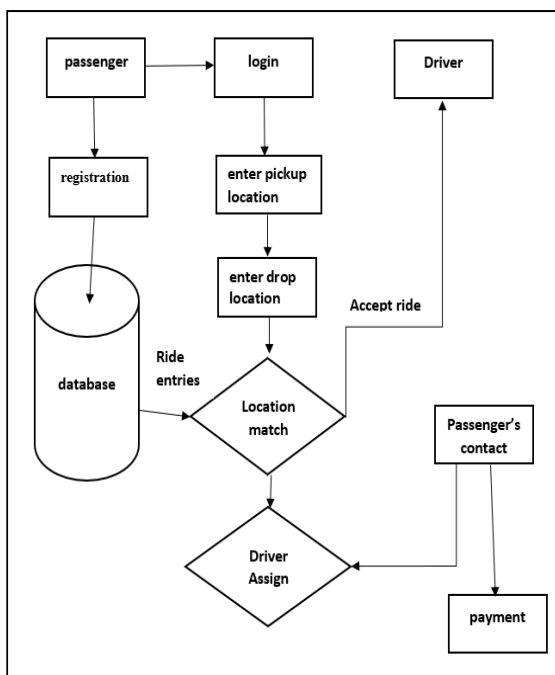 passenger
login
Driver
registration
enter pickup
location
enter drop
location
Accept ride
Ride
entries
database
Location
match
Passenger's
contact
Driver
Assign
payment